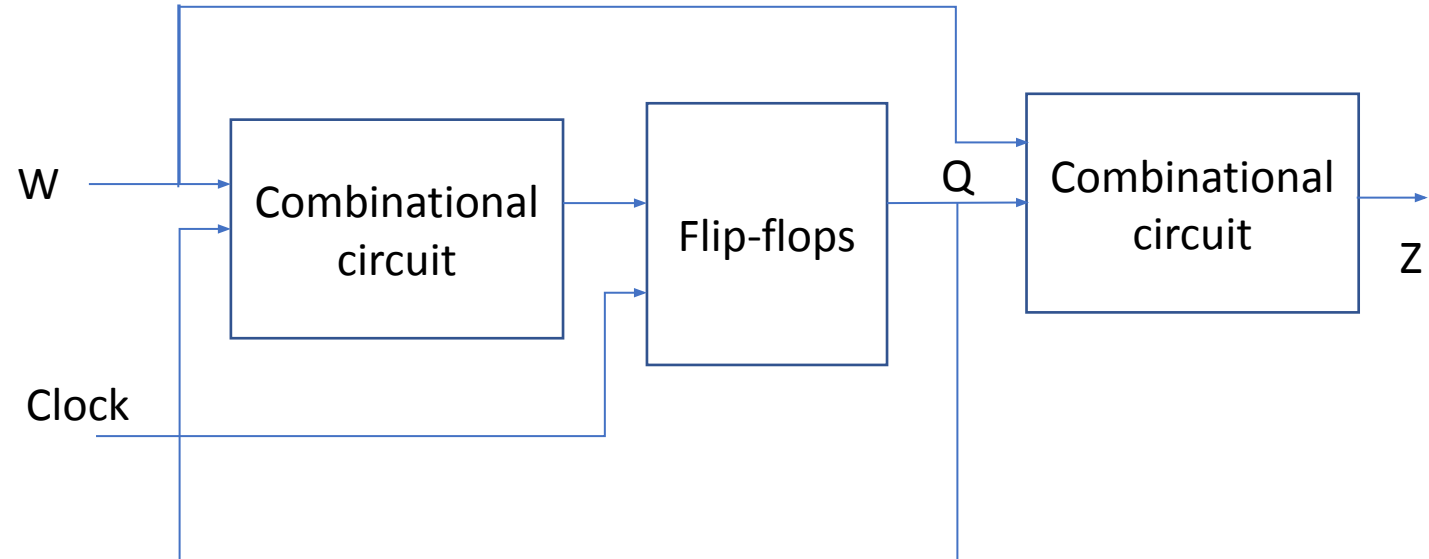 W
Combinational
circuit
Flip-flops
Q
Combinational
circuit
Z
Clock